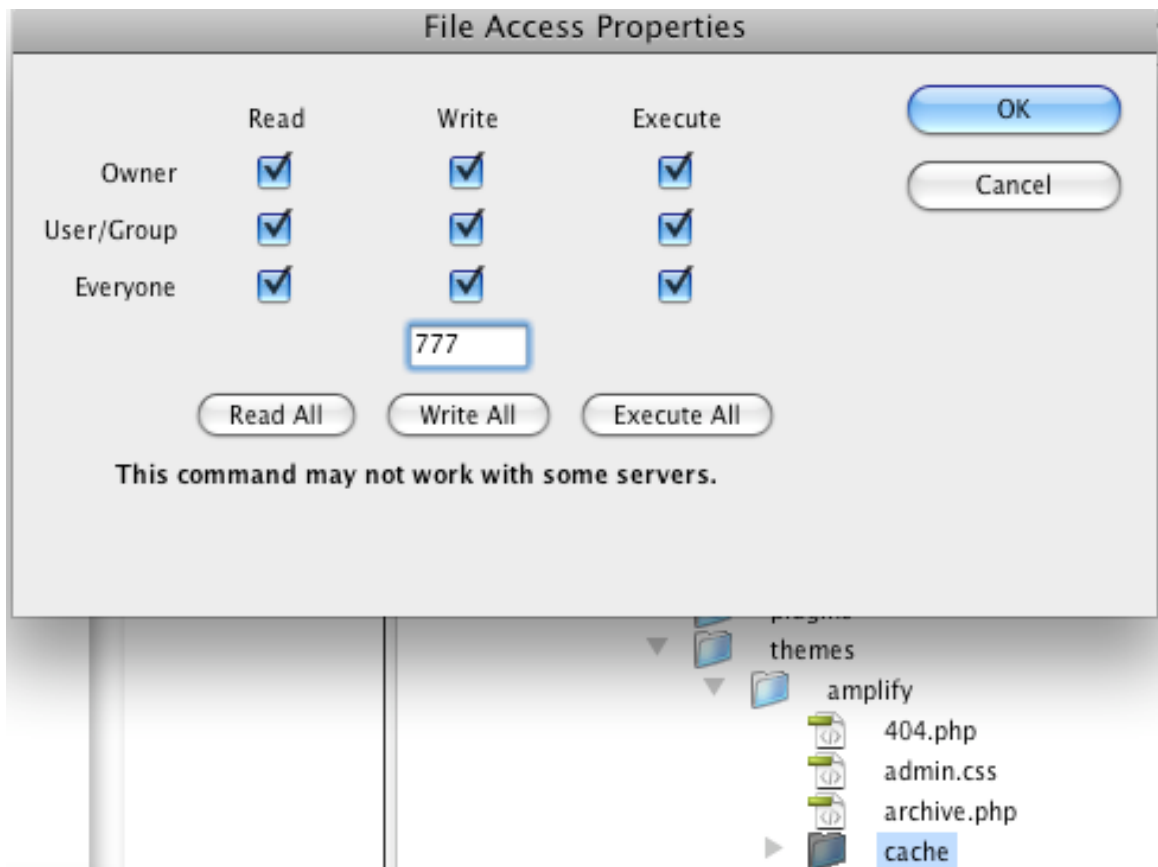 File Access Properties
Read Write Execute
OK
Owner
Cancel
User/Group
Everyone
777
Read All Write All Execute All
This command may not work with some servers.
plugins
themes
amplify
404.php
admin.css
archive.php
cache